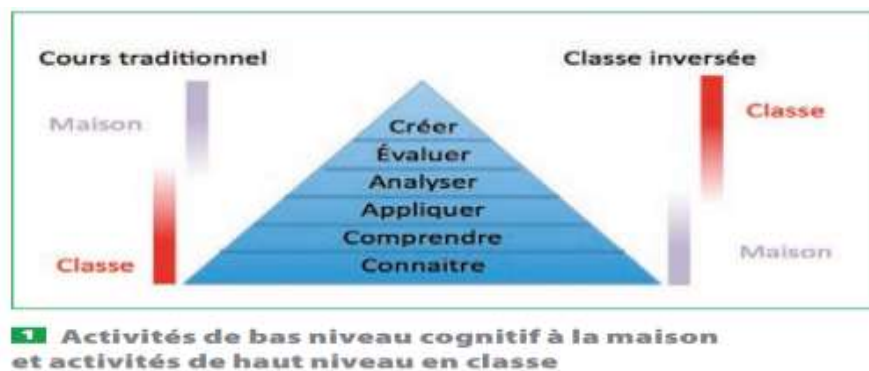 Cours traditionnel
Classe inversée
Maison
Classe
Créer
Évaluer
Analyser
Appliquer
Comprendre
Connaitre
Classe
Maison
1 Activités de bas niveau cognitif à la maison
et activités de haut niveau en classe